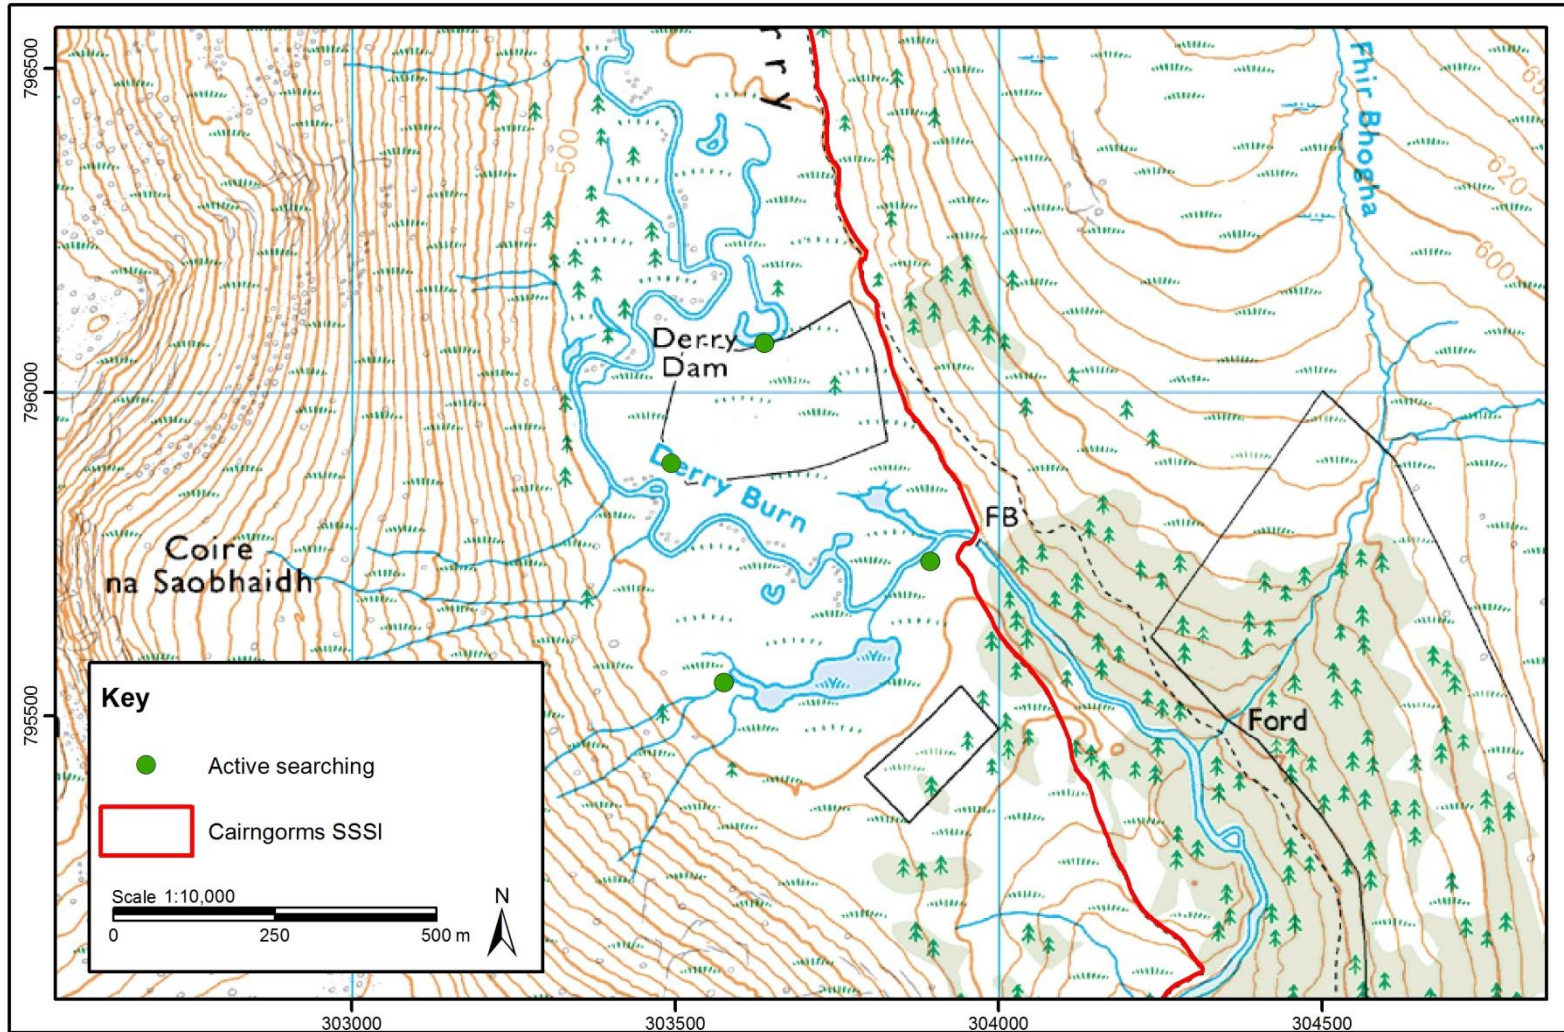 796500
796000
795500
303000
303500
304000
304500
rry
Fhir Bhogha
500
620
600
Derry
Dam
Derry Burn
FB
Coire
na Saobhaidh
Ford
Key
Active searching
Cairngorms SSSI
Scale 1:10,000
N
0 250 500 m